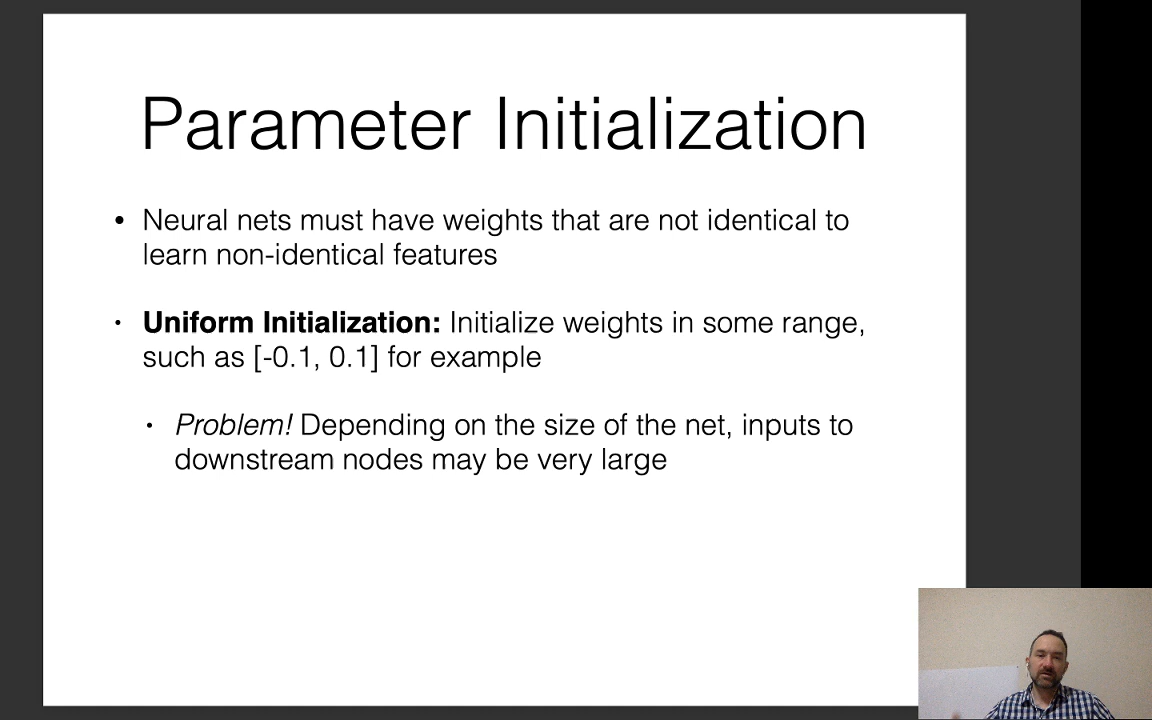 Parameter Initialization
• Neural nets must have weights that are not identical to
learn non-identical features
• Uniform Initialization: Initialize weights in some range,
such as [-0.1, 0.1] for example
• Problem! Depending on the size of the net, inputs to
downstream nodes may be very large